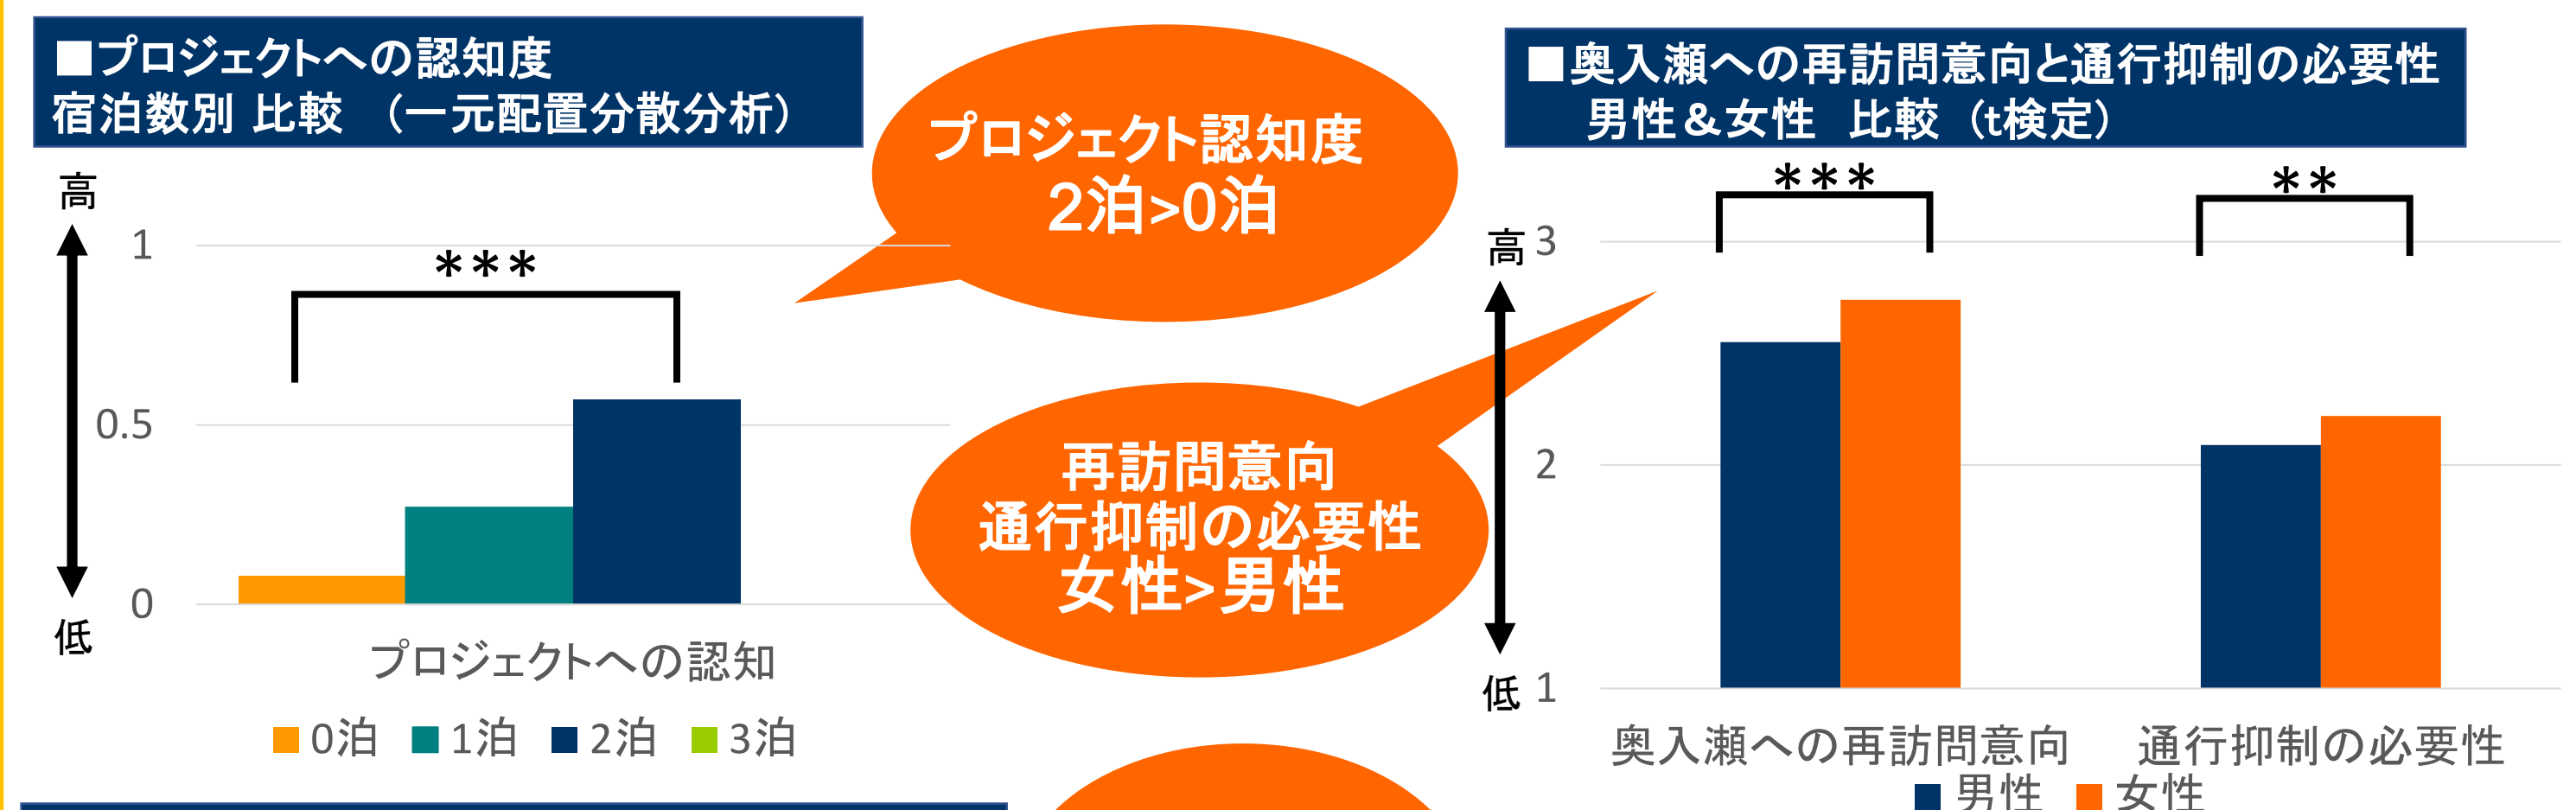 ■プロジェクトへの認知度
宿泊数別 比較 （一元配置分散分析）
高
1
0.5
0
低
***
プロジェクトへの認知
0泊 1泊 2泊 3泊
プロジェクト認知度
2泊>0泊
再訪問意向
通行抑制の必要性
女性>男性
■奥入瀬への再訪問意向と通行抑制の必要性
男性＆女性 比較（t検定）
高
3
2
1
低
***
**
奥入瀬への再訪問意向 通行抑制の必要性
男性 女性